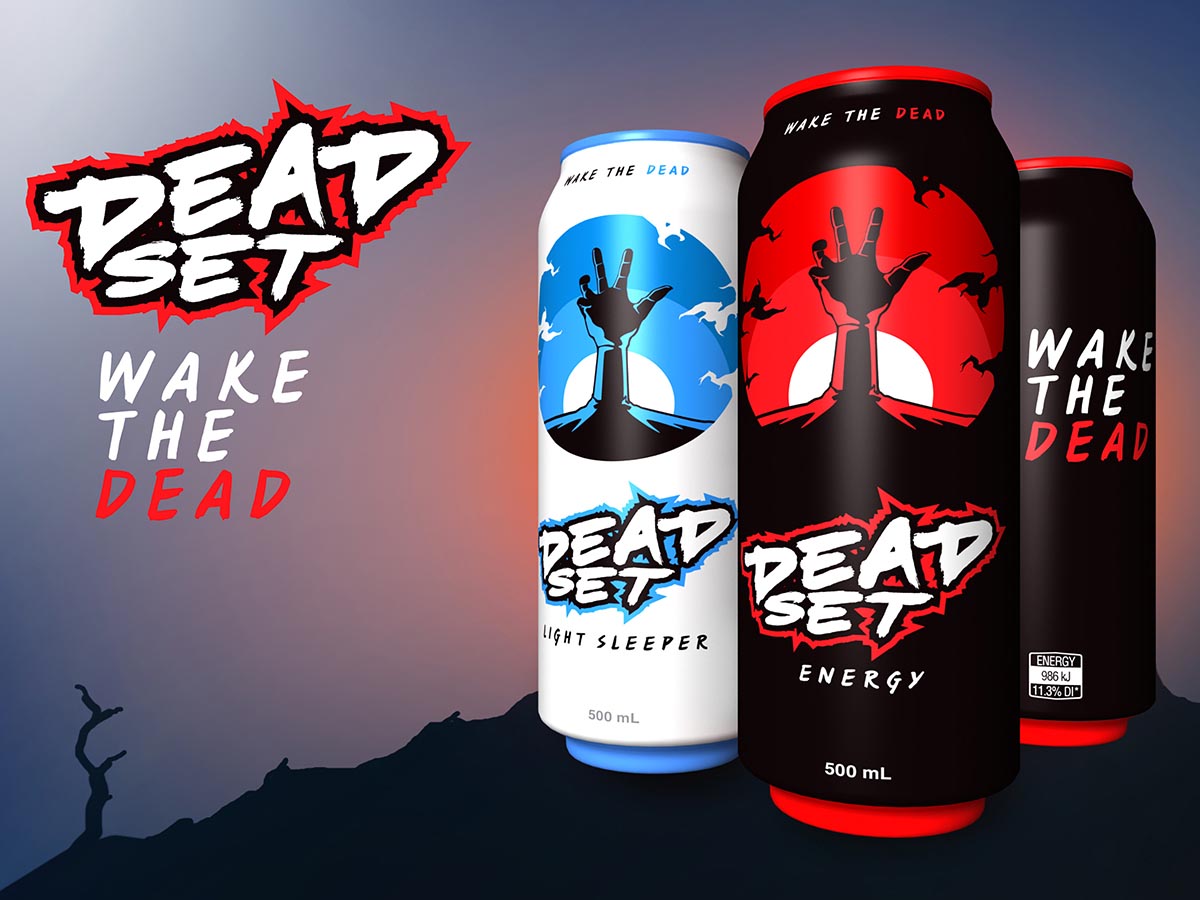 DEAD
SET
WAKE
THE
DEAD
WAKE THE DEAD
DEAD
SET
LIGHT SLEEPER
500 mL
WAKE THE DEAD
DEAD
SET
ENERGY
500 mL
WAKE
THE
DEAD
ENERGY
986 kJ
11.3% DI*